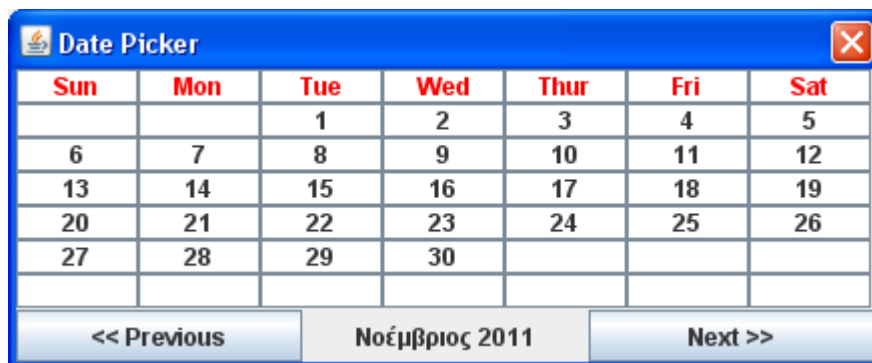 Date Picker
Sun Mon Tue Wed Thur Fri Sat
1 2 3 4 5
6 7 8 9 10 11 12
13 14 15 16 17 18 19
20 21 22 23 24 25 26
27 28 29 30
<< Previous Νοέμβριος 2011 Next >>